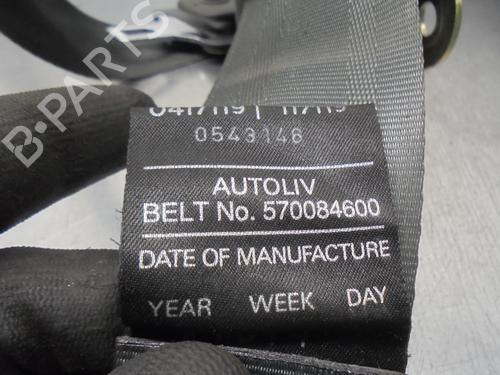 B-PARTS
0543146
AUTOLIV
BELT No. 570084600
DATE OF MANUFACTURE
YEAR WEEK DAY